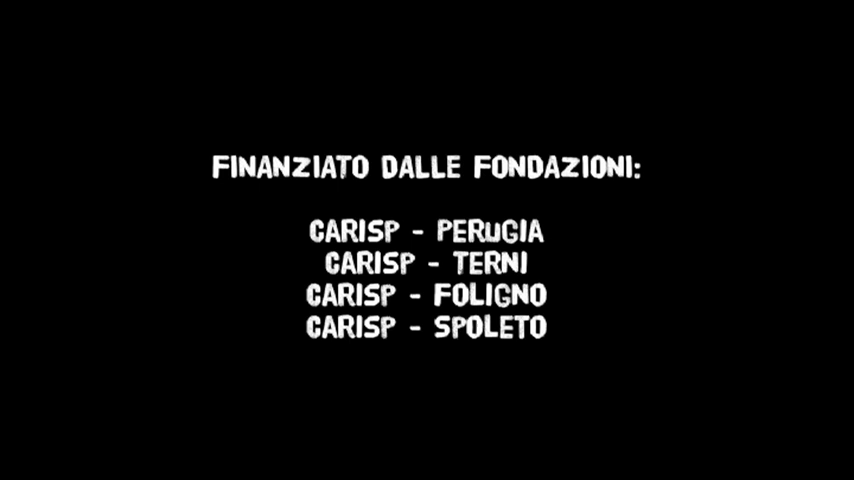 FINANZIATO DALLE FONDAZIONI:
CARISP - PERUGIA
CARISP - TERNI
CARISP - FOLIGNO
CARISP - SPOLETO